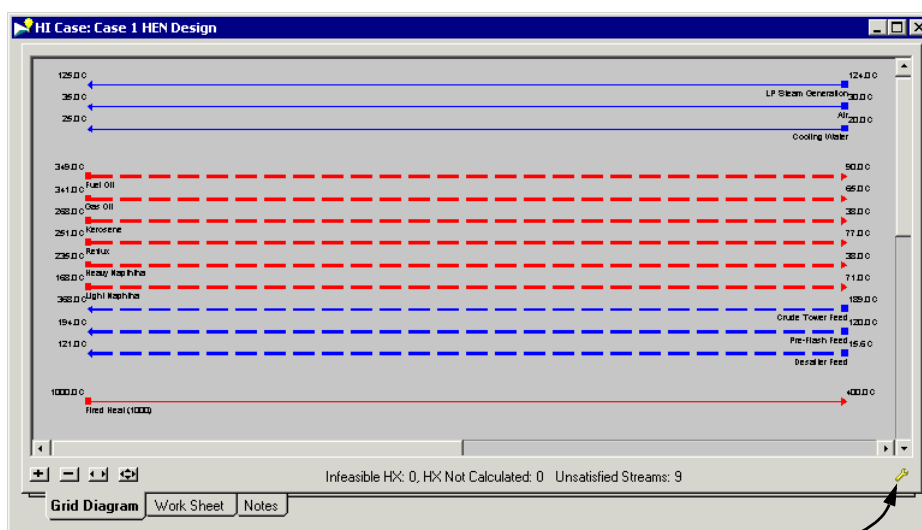 HI Case: Case 1 HEN Design
125.0 C 124.0 C
LP Steam Generation
35.0 C 30.0 C
Air
25.0 C 20.0 C
Cooling Water
349.0 C 90.0 C
Fuel Oil
341.0 C 65.0 C
Gas Oil
268.0 C 38.0 C
Kerosene
251.0 C 77.0 C
Reflux
235.0 C 38.0 C
Heavy Naphtha
168.0 C 71.0 C
Light Naphtha
368.0 C 189.0 C
Crude Tower Feed
194.0 C 120.0 C
Pre-Flash Feed
121.0 C 15.6 C
Desalter Feed
1000.0 C 400.0 C
Fired Heat (1000)
Infeasible HX: 0, HX Not Calculated: 0 Unsatisfied Streams: 9
Grid Diagram Work Sheet Notes